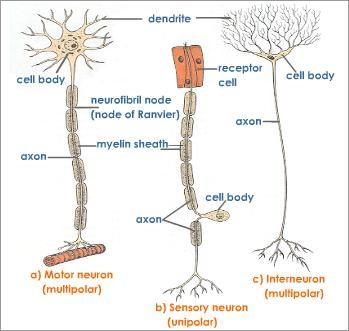 dendrite
cell body
receptor
cell
cell body
neurofibril node
(node of Ranvier)
axon
myelin sheath
axon
cell body
axon
a) Motor neuron
(multipolar)
b) Sensory neuron
(unipolar)
c) Interneuron
(multipolar)